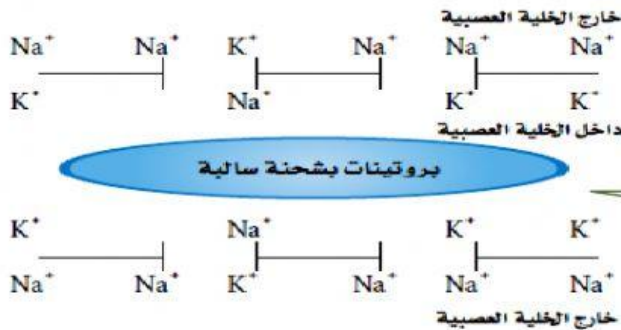 خارج الخلية العصبية
Na⁺ Na⁺ K⁺ Na⁺ Na⁺ Na⁺
K⁺ Na⁺ K⁺ K⁺
داخل الخلية العصبية
بروتينات بشحنة سالبة
K⁺ Na⁺ K⁺ K⁺
Na⁺ Na⁺ K⁺ Na⁺ Na⁺ Na⁺
خارج الخلية العصبية